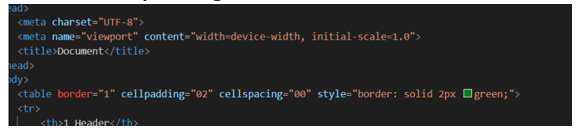 ead>
<meta charset="UTF-8">
<meta name="viewport" content="width=device-width, initial-scale=1.0">
<title>Document</title>
head>
ody>
<table border="1" cellpadding="02" cellspacing="00" style="border: solid 2px green;">
<tr>
<th>1 Header</th>